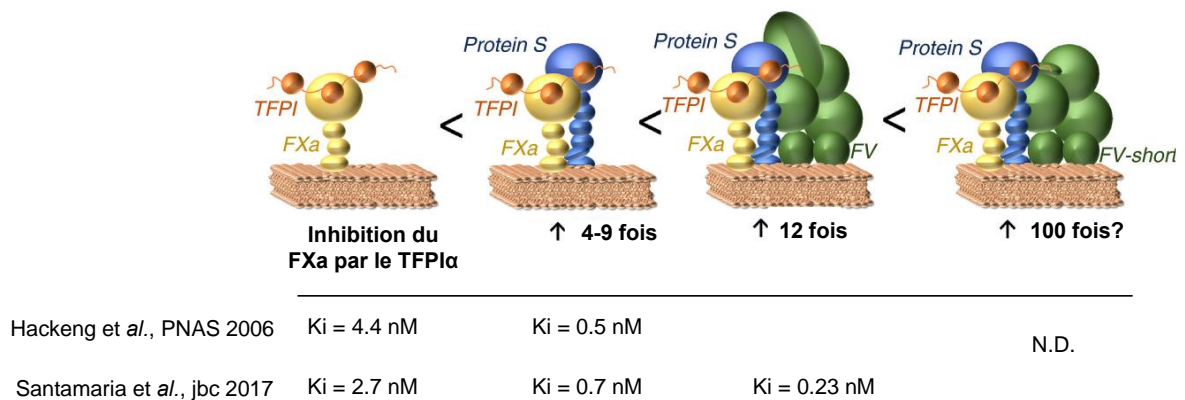 Protein S
Protein S
Protein S
TFPI
TFPI
TFPI
TFPI
<
<
<
FXa
FXa
FXa
FXa
FV
FV-short
Inhibition du
FXa par le TFPIα
↑ 4-9 fois
↑ 12 fois
↑ 100 fois?
Hackeng et al., PNAS 2006
Ki = 4.4 nM
Ki = 0.5 nM
N.D.
Santamaria et al., jbc 2017
Ki = 2.7 nM
Ki = 0.7 nM
Ki = 0.23 nM